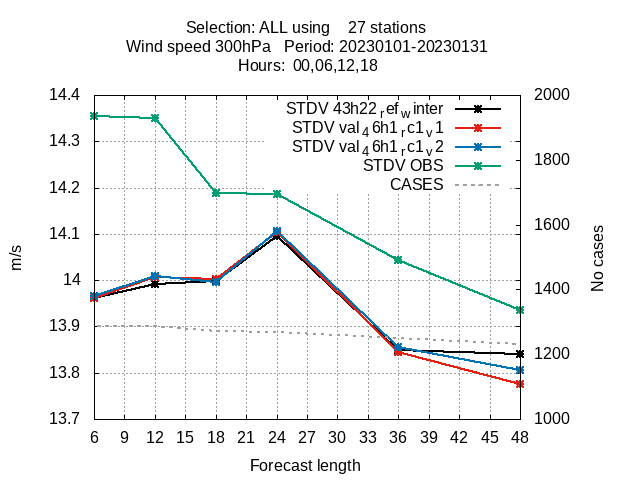 Selection: ALL using 27 stations
Wind speed 300hPa Period: 20230101-20230131
Hours: 00,06,12,18
14.4
14.3
14.2
14.1
14
13.9
13.8
13.7
m/s
STDV 43h22refwinter
STDV val46h1rc1v1
STDV val46h1rc1v2
STDV OBS
CASES
2000
1800
1600
1400
1200
1000
No cases
6 9 12 15 18 21 24 27 30 33 36 39 42 45 48
Forecast length